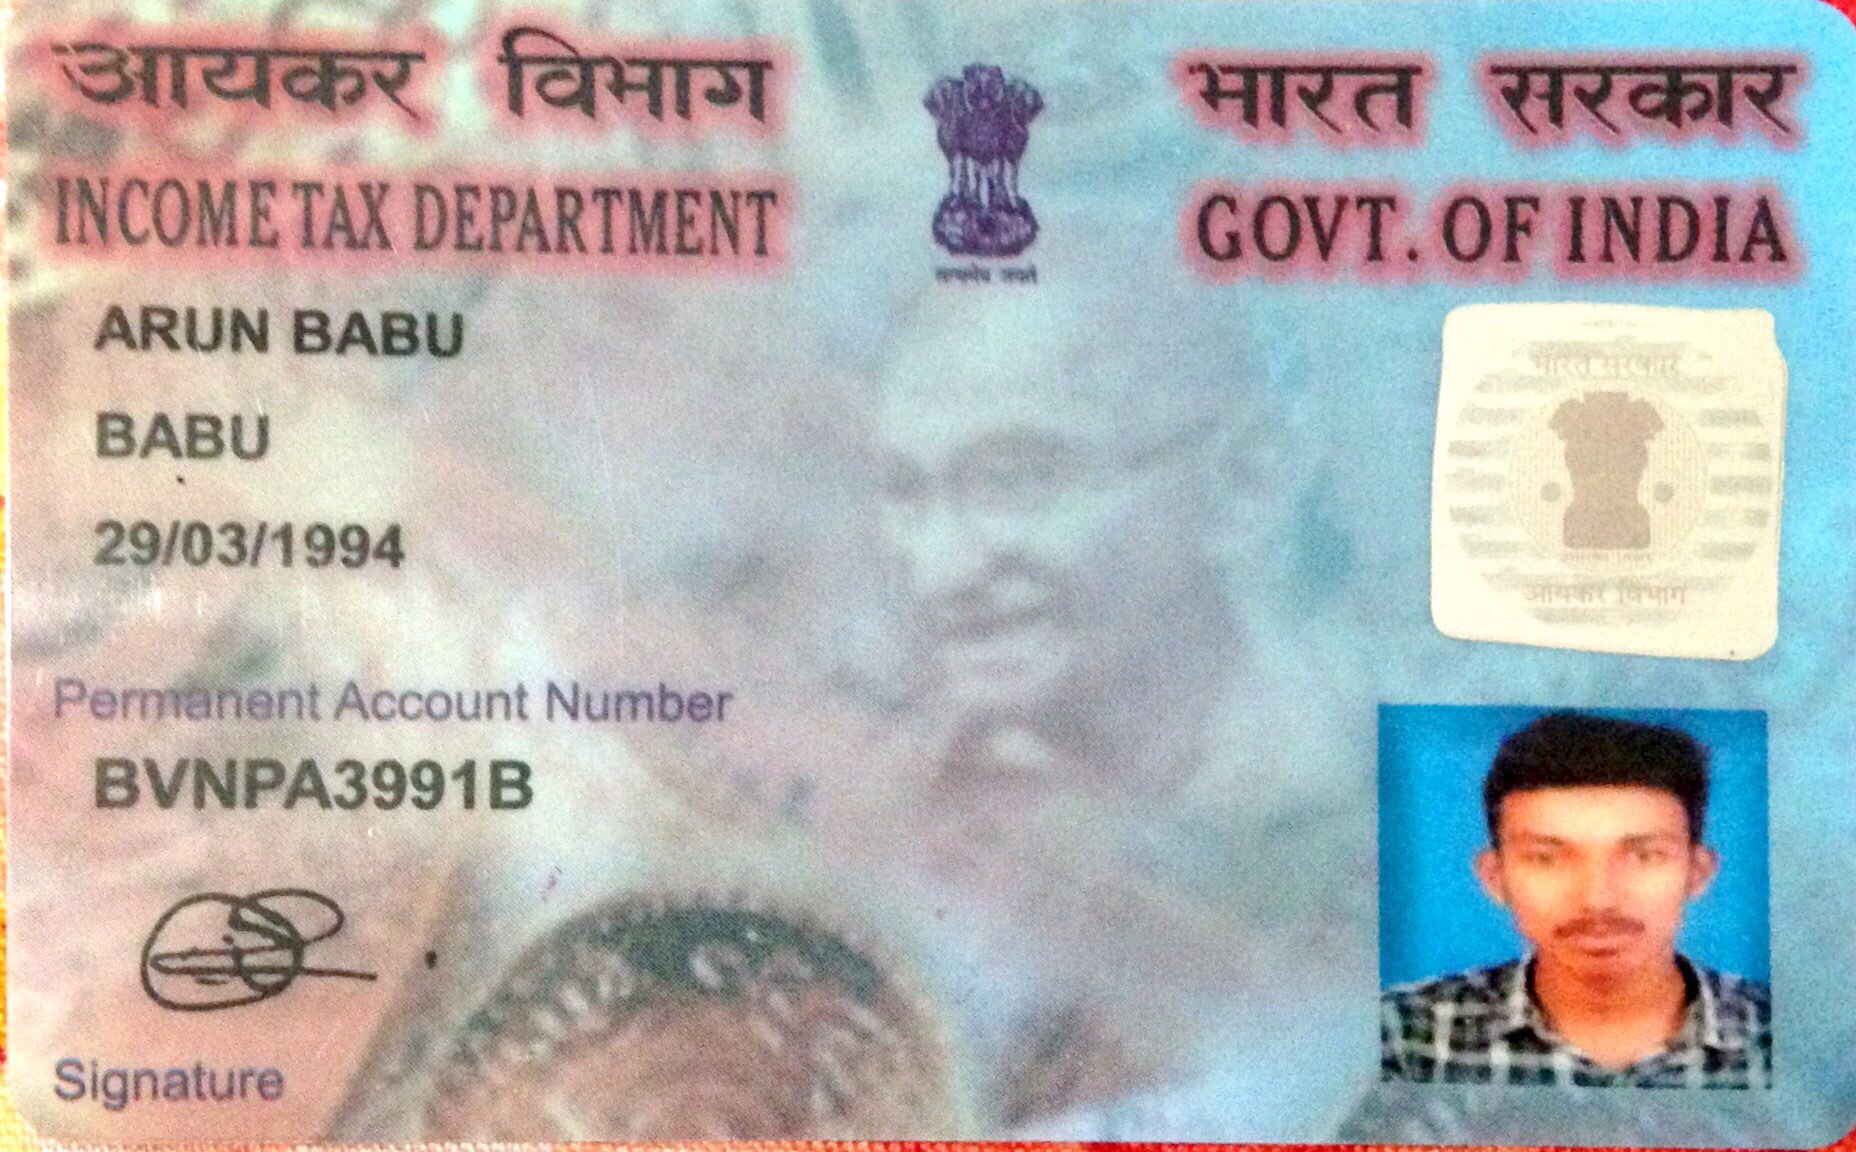 आयकर विभाग
INCOME TAX DEPARTMENT
भारत सरकार
GOVT. OF INDIA
सत्यमेव जयते
ARUN BABU
BABU
29/03/1994
भारत सरकार
आयकर विभाग
Permanent Account Number
BVNPA3991B
Signature